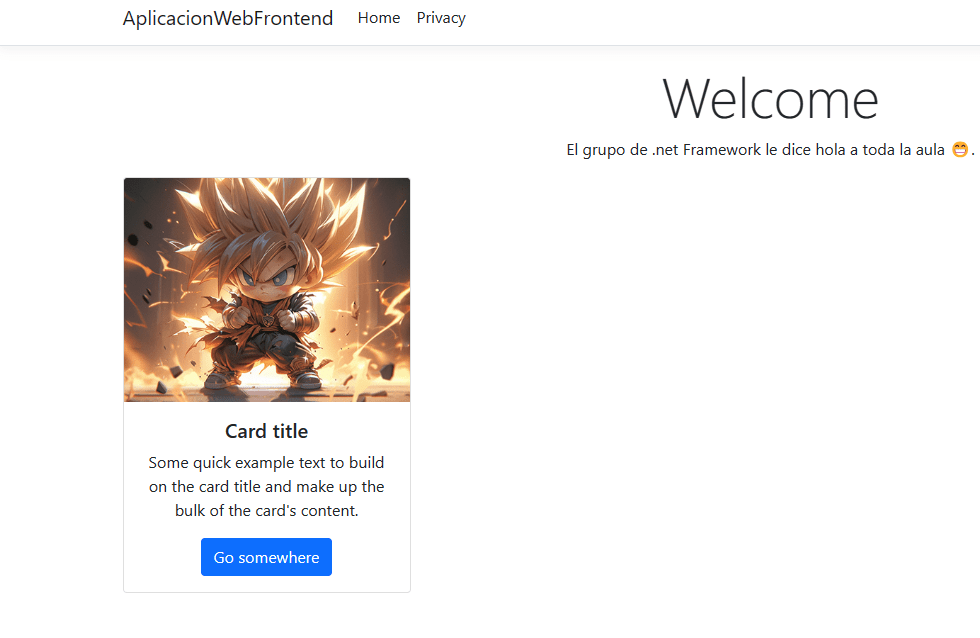 AplicacionWebFrontend Home Privacy
Welcome
El grupo de .net Framework le dice hola a toda la aula 😁.
Card title
Some quick example text to build
on the card title and make up the
bulk of the card's content.
Go somewhere